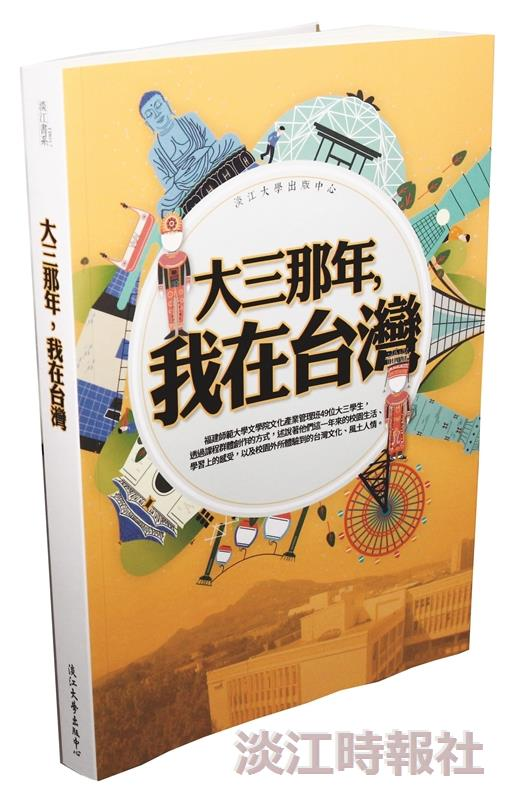 淡江書系
大三那年，我在台灣
淡江大學出版中心
淡江大學出版中心
大三那年，
我在台灣
福建師範大學文學院文化產業管理班49位大三學生，
透過課程群體創作的方式，述說著他們這一年來的校園生活、
學習上的感受，以及校園外所體驗到的台灣文化、風土人情。
淡江時報社